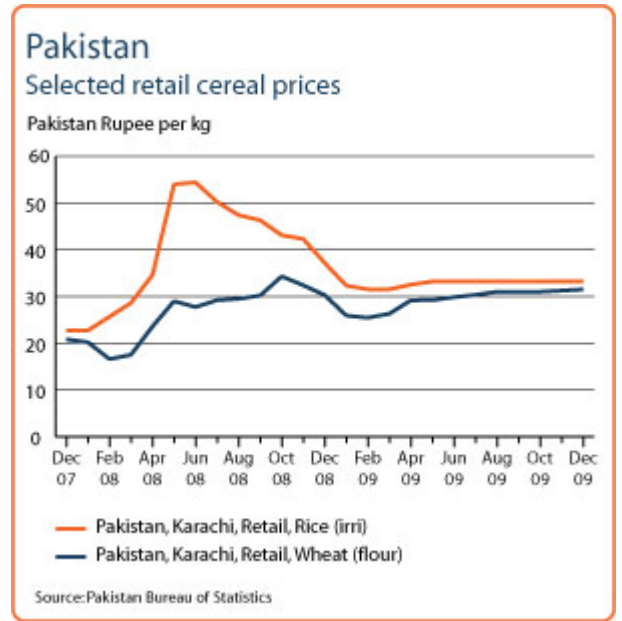 Pakistan
Selected retail cereal prices
Pakistan Rupee per kg
60
50
40
30
20
10
0
Dec Feb Apr Jun Aug Oct Dec Feb Apr Jun Aug Oct Dec
07 08 08 08 08 08 08 09 09 09 09 09 09
Pakistan, Karachi, Retail, Rice (irri)
Pakistan, Karachi, Retail, Wheat (flour)
Source:Pakistan Bureau of Statistics